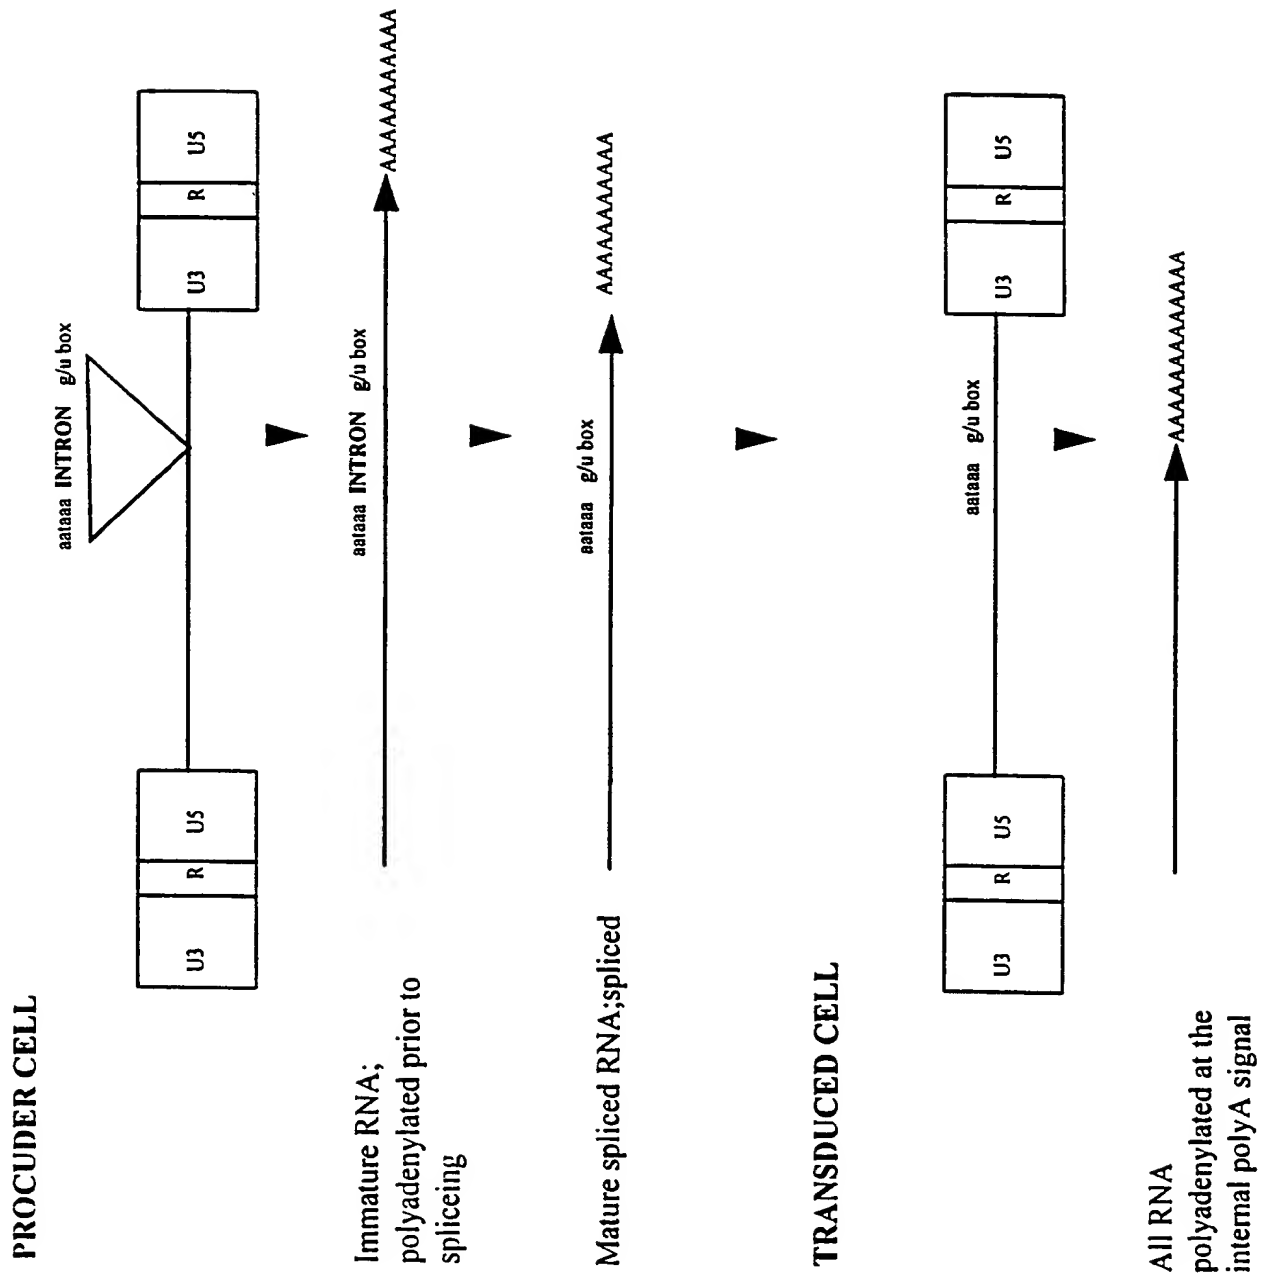 PROCUDER CELL
aataaa INTRON g/u box
U3 R U5 U3 R U5
Immature RNA;
polyadenylated prior to
spliceing
aataaa INTRON g/u box
AAAAAAAAAAA
Mature spliced RNA;spliced
aataaa g/u box
AAAAAAAAAAA
TRANSDUCED CELL
aataaa g/u box
U3 R U5 U3 R U5
All RNA
polyadenylated at the
internal polyA signal
AAAAAAAAAAAAA